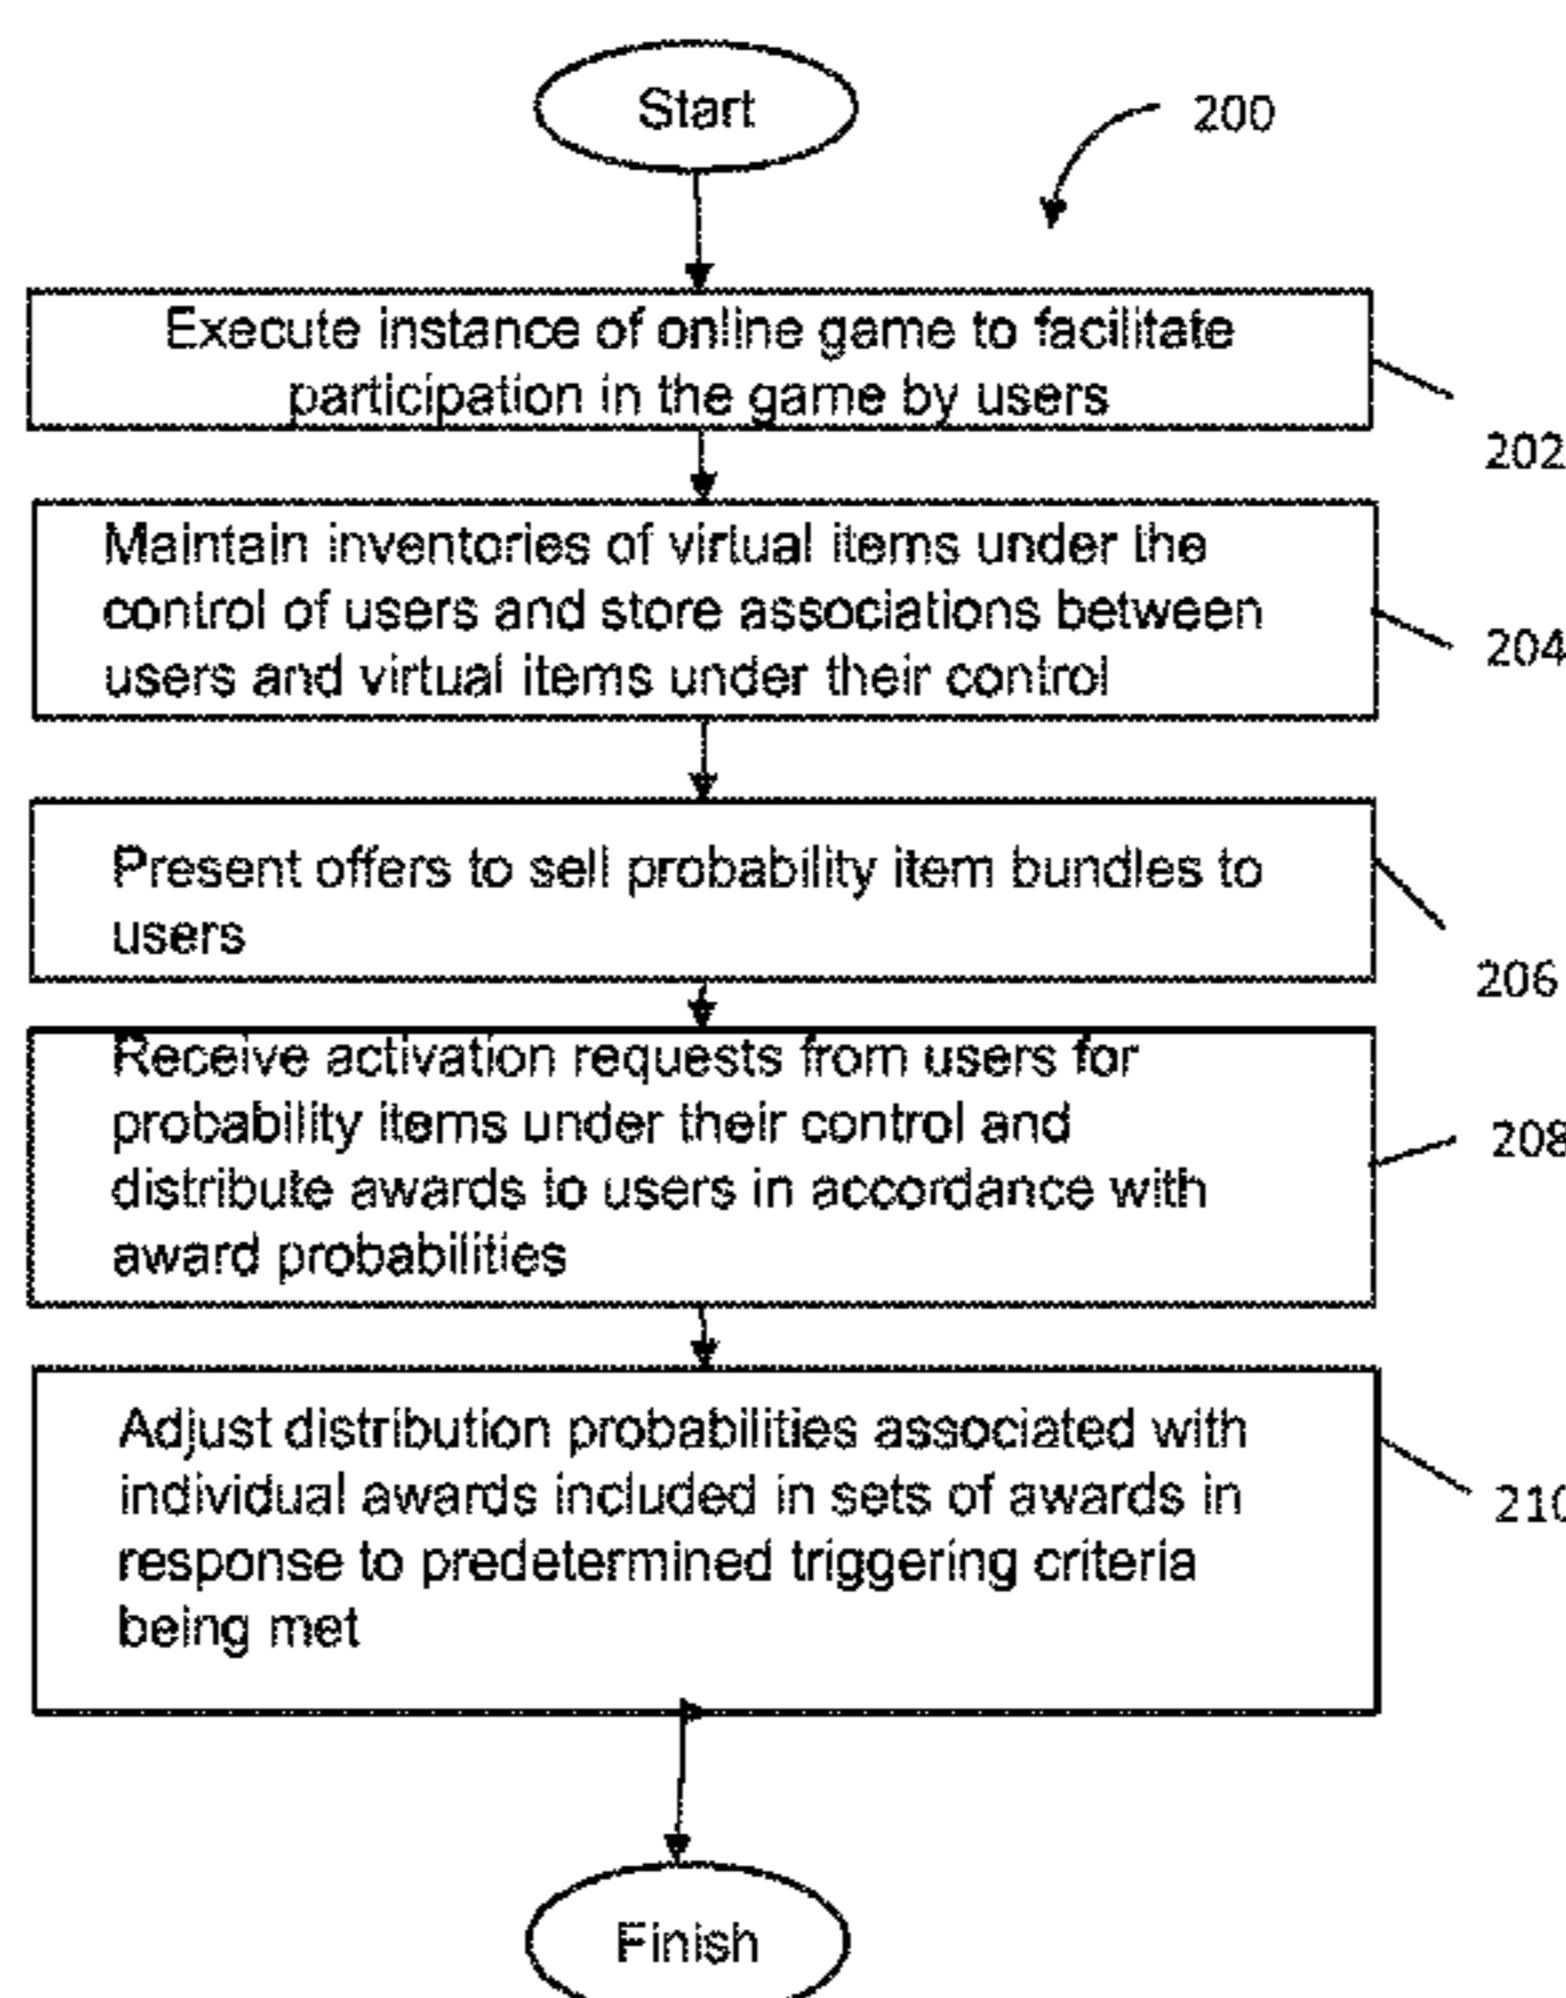 Start
200
Execute instance of online game to facilitate
participation in the game by users
202
Maintain inventories of virtual items under the
control of users and store associations between
users and virtual items under their control
204
Present offers to sell probability item bundles to
users
206
Receive activation requests from users for
probability items under their control and
distribute awards to users in accordance with
award probabilities
208
Adjust distribution probabilities associated with
individual awards included in sets of awards in
response to predetermined triggering criteria
being met
210
Finish